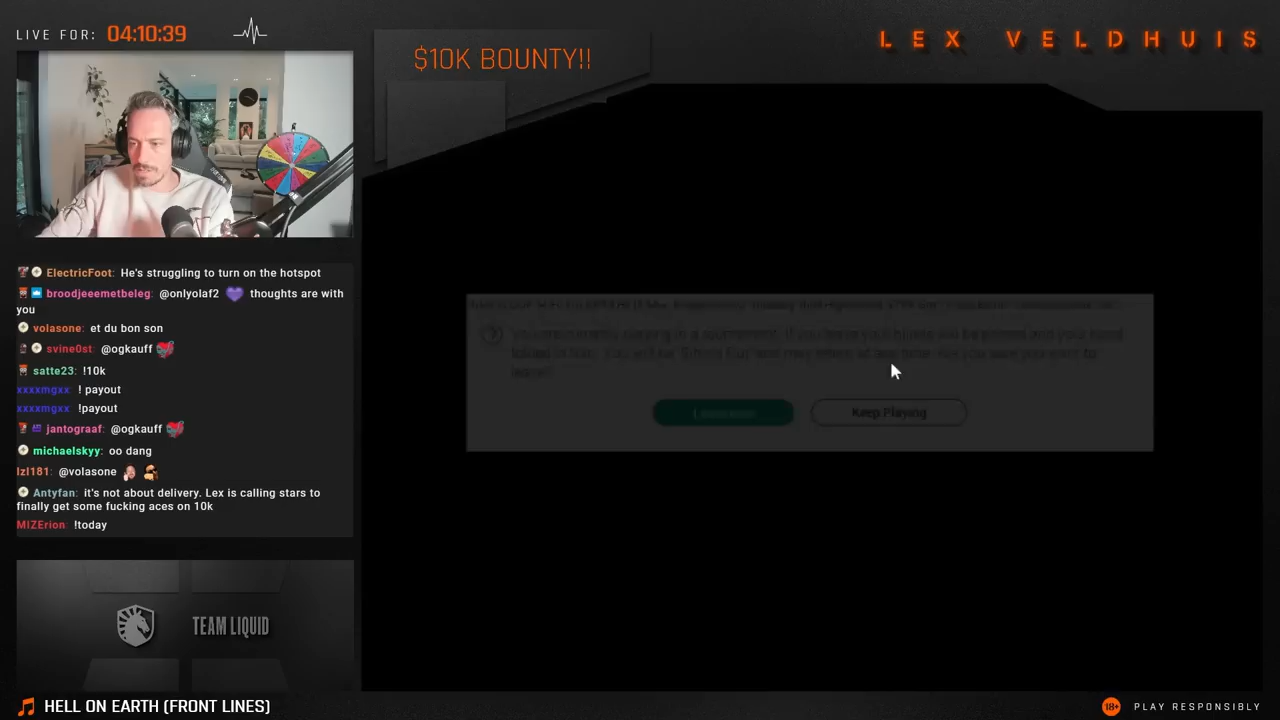 LIVE FOR: 04:10:39
$10K BOUNTY!!
LEX VELDHUIS
ElectricFoot: He's struggling to turn on the hotspot
broodjeeemetbeleg: @onlyolaf2 thoughts are with
you
volasone: et du bon son
svine0st: @ogkauff
satte23: !10k
xxxxmgxx: ! payout
xxxxmgxx: !payout
jantograaf: @ogkauff
michaelskyy: oo dang
lzl181: @volasone
Antyfan: it's not about delivery. Lex is calling stars to
finally get some fucking aces on 10k
MIZErion: !today
Keep Playing
TEAM LIQUID
HELL ON EARTH (FRONT LINES)
18+ PLAY RESPONSIBLY